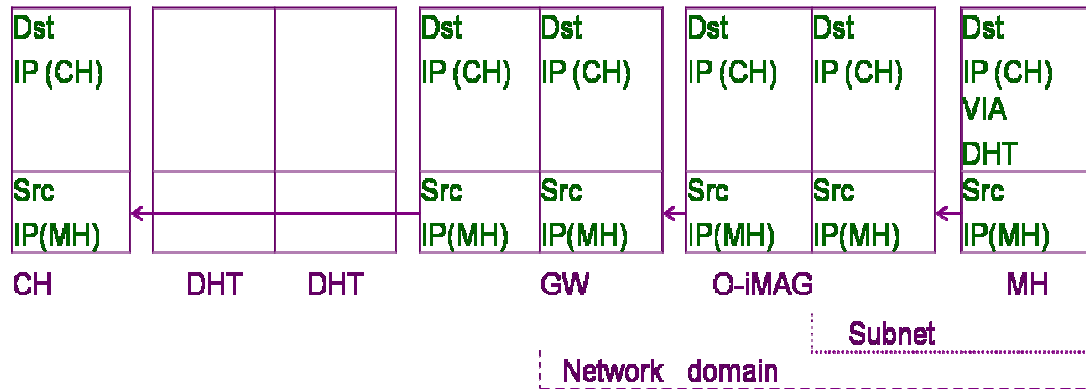 Dst Dst Dst Dst Dst Dst
IP (CH) IP (CH) IP (CH) IP (CH) IP (CH) IP (CH)
VIA
DHT
Src Src Src Src Src Src
IP(MH) IP(MH) IP(MH) IP(MH) IP(MH) IP(MH)
CH DHT DHT GW O-iMAG MH
Subnet
Network domain